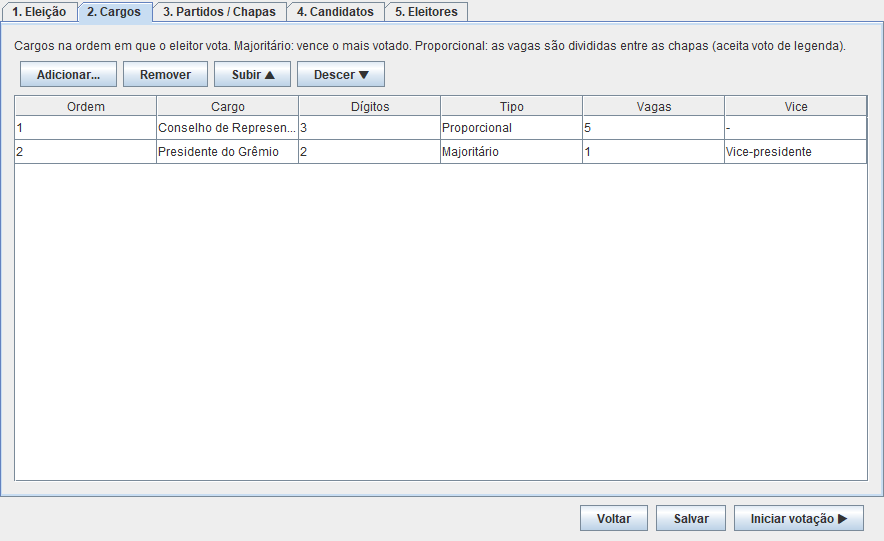 1. Eleição 2. Cargos 3. Partidos / Chapas 4. Candidatos 5. Eleitores
Cargos na ordem em que o eleitor vota. Majoritário: vence o mais votado. Proporcional: as vagas são divididas entre as chapas (aceita voto de legenda).
Adicionar... Remover Subir ▲ Descer ▼
Ordem Cargo Dígitos Tipo Vagas Vice
1 Conselho de Represen... 3 Proporcional 5 -
2 Presidente do Grêmio 2 Majoritário 1 Vice-presidente
Voltar Salvar Iniciar votação ▶